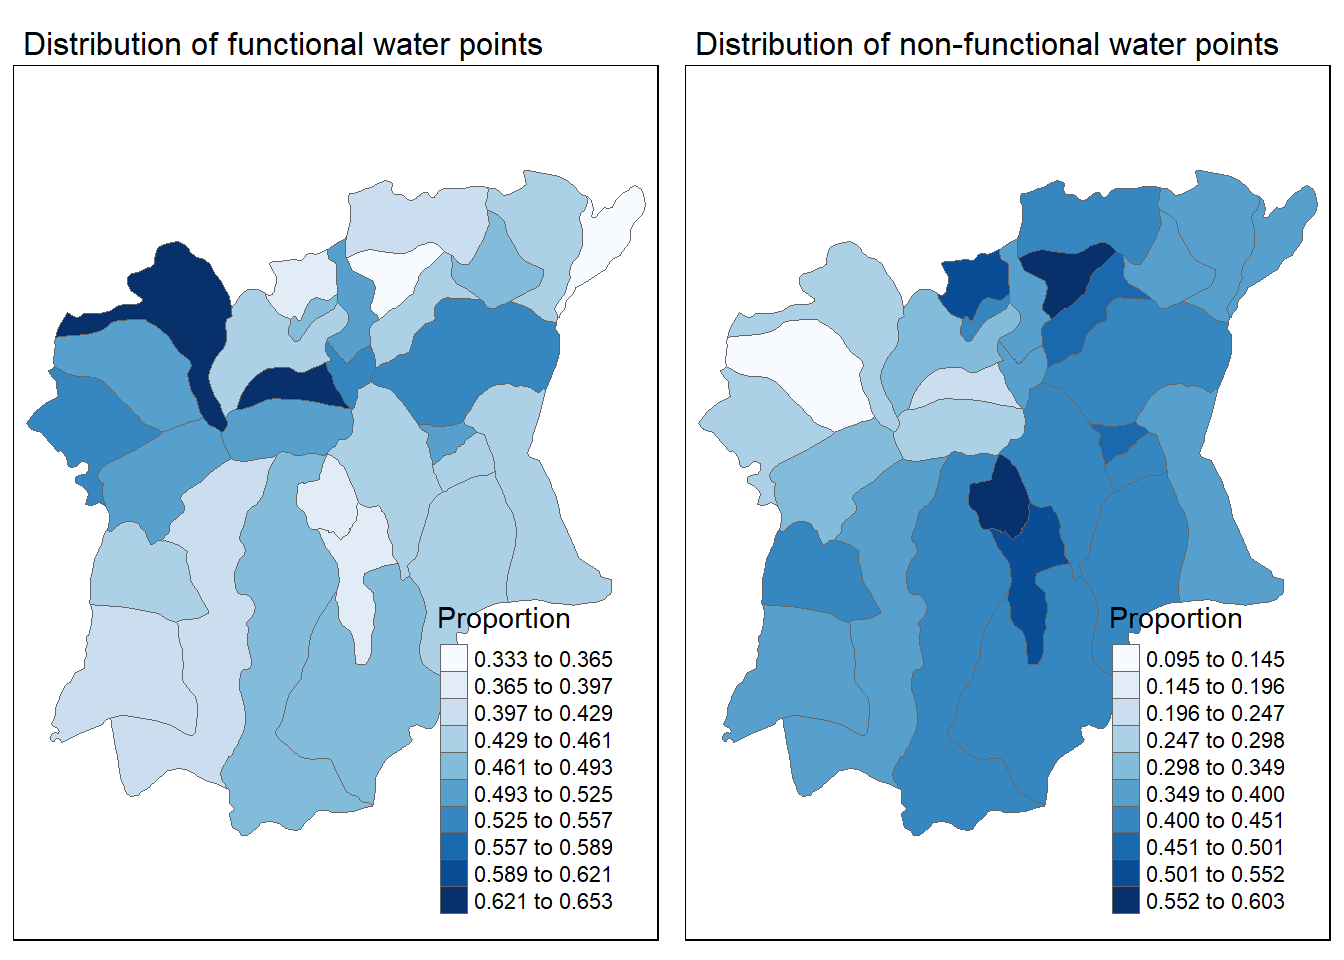 Distribution of functional water points
Proportion
0.333 to 0.365
0.365 to 0.397
0.397 to 0.429
0.429 to 0.461
0.461 to 0.493
0.493 to 0.525
0.525 to 0.557
0.557 to 0.589
0.589 to 0.621
0.621 to 0.653
Distribution of non-functional water points
Proportion
0.095 to 0.145
0.145 to 0.196
0.196 to 0.247
0.247 to 0.298
0.298 to 0.349
0.349 to 0.400
0.400 to 0.451
0.451 to 0.501
0.501 to 0.552
0.552 to 0.603